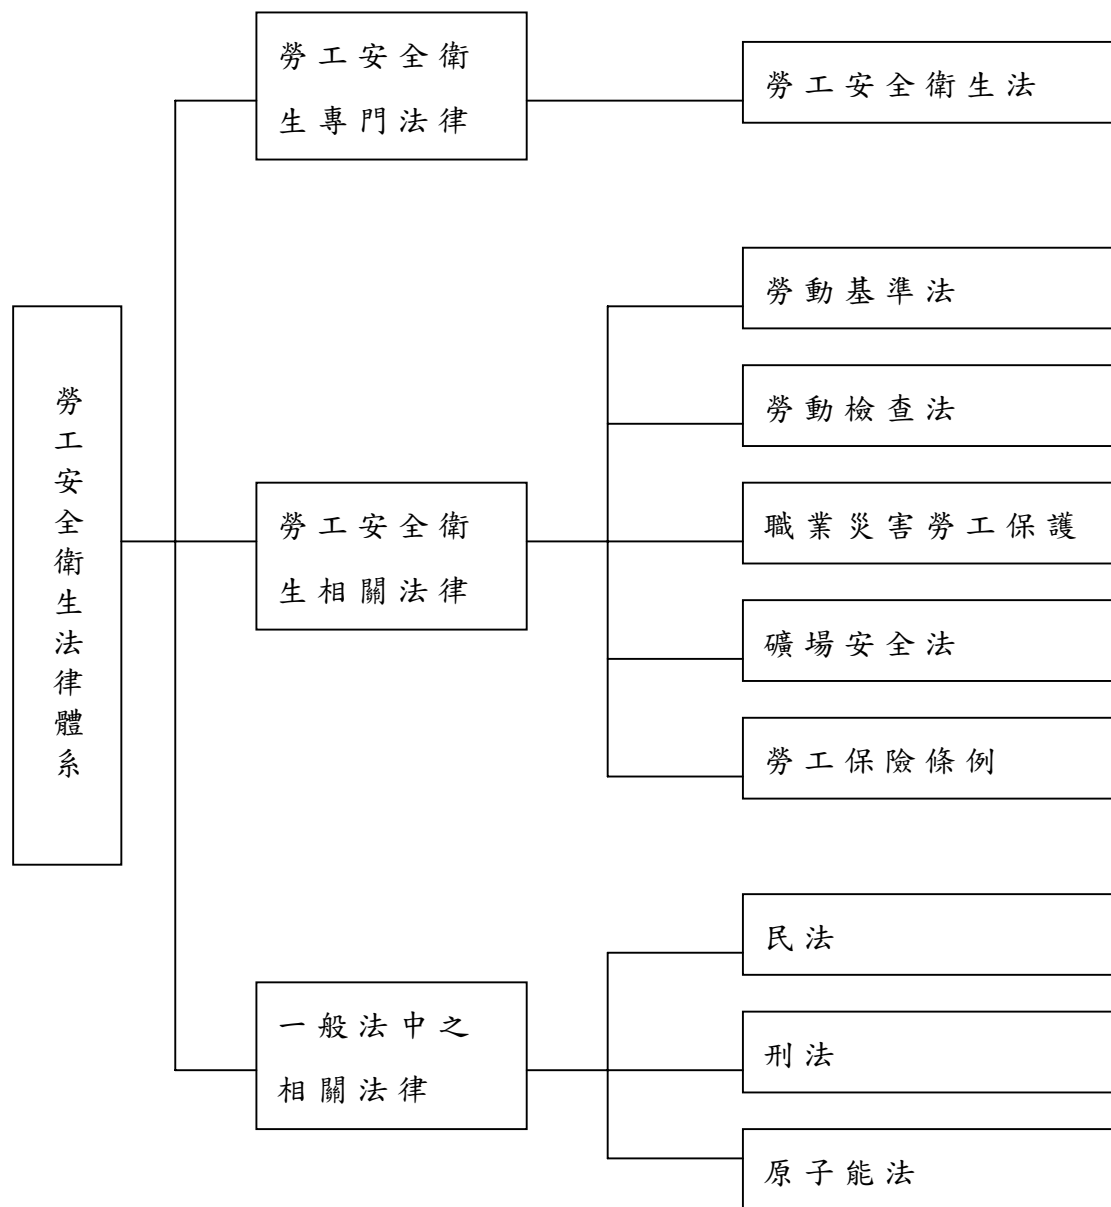 勞工安全衛生法律體系
勞工安全衛
生專門法律
勞工安全衛生法
勞工安全衛
生相關法律
勞動基準法
勞動檢查法
職業災害勞工保護
礦場安全法
勞工保險條例
一般法中之
相關法律
民法
刑法
原子能法